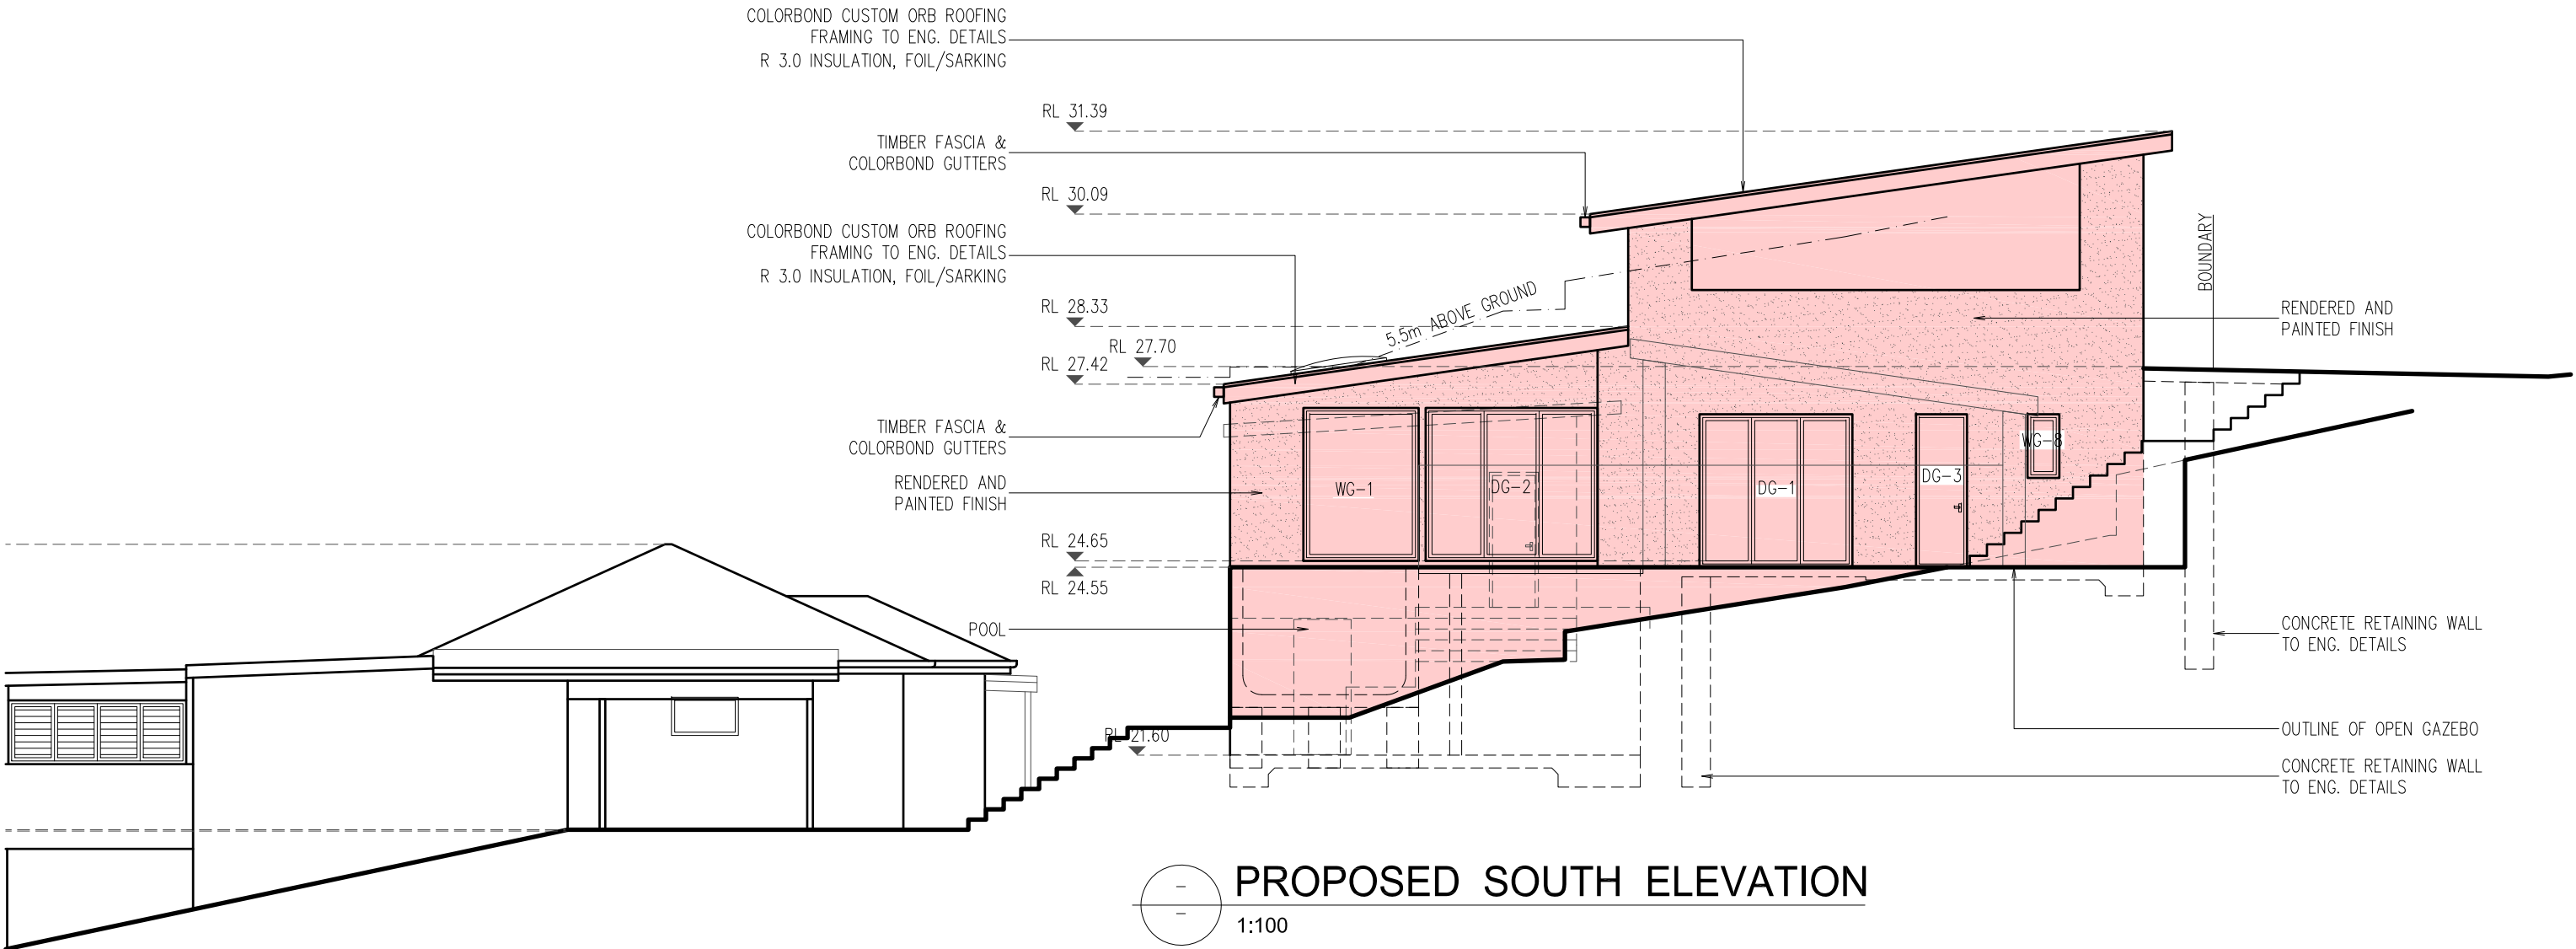 COLORBOND CUSTOM ORB ROOFING
FRAMING TO ENG. DETAILS
R 3.0 INSULATION, FOIL/SARKING
RL 31.39
TIMBER FASCIA &
COLORBOND GUTTERS
RL 30.09
COLORBOND CUSTOM ORB ROOFING
FRAMING TO ENG. DETAILS
R 3.0 INSULATION, FOIL/SARKING
BOUNDARY
RL 28.33
5.5m ABOVE GROUND
RENDERED AND
PAINTED FINISH
RL 27.70
RL 27.42
TIMBER FASCIA &
COLORBOND GUTTERS
RENDERED AND
PAINTED FINISH
WG-1
DG-2
DG-1
DG-3
WG-8
RL 24.65
RL 24.55
POOL
CONCRETE RETAINING WALL
TO ENG. DETAILS
RL 21.60
OUTLINE OF OPEN GAZEBO
CONCRETE RETAINING WALL
TO ENG. DETAILS
PROPOSED SOUTH ELEVATION
1:100